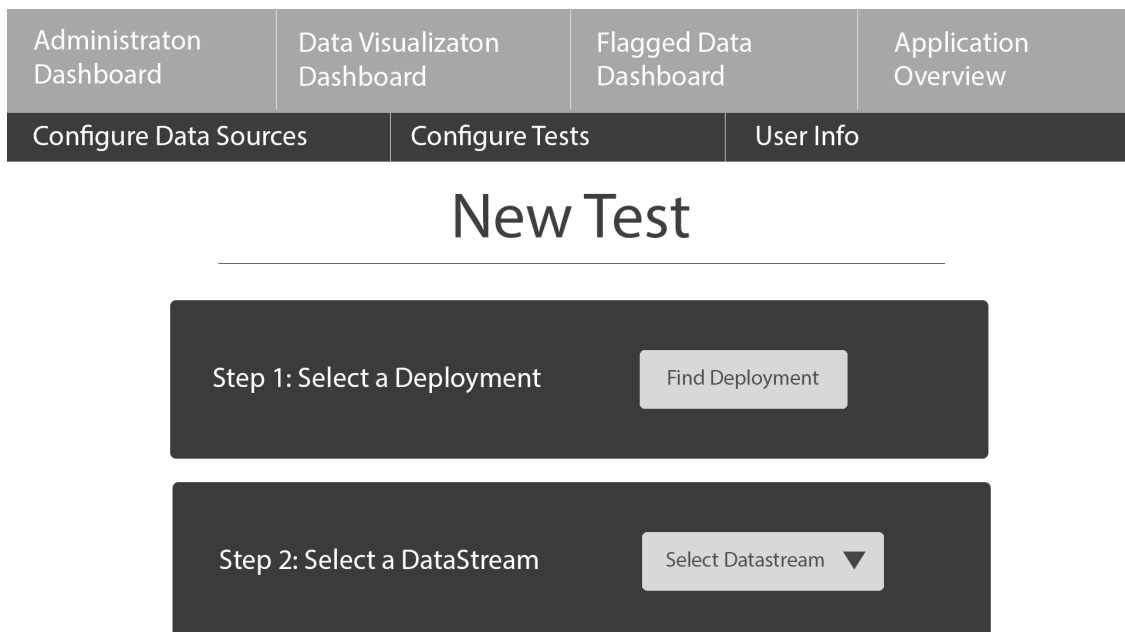 Administraton
Dashboard
Data Visualizaton
Dashboard
Flagged Data
Dashboard
Application
Overview
Configure Data Sources
Configure Tests
User Info
New Test
Step 1: Select a Deployment
Find Deployment
Step 2: Select a DataStream
Select Datastream